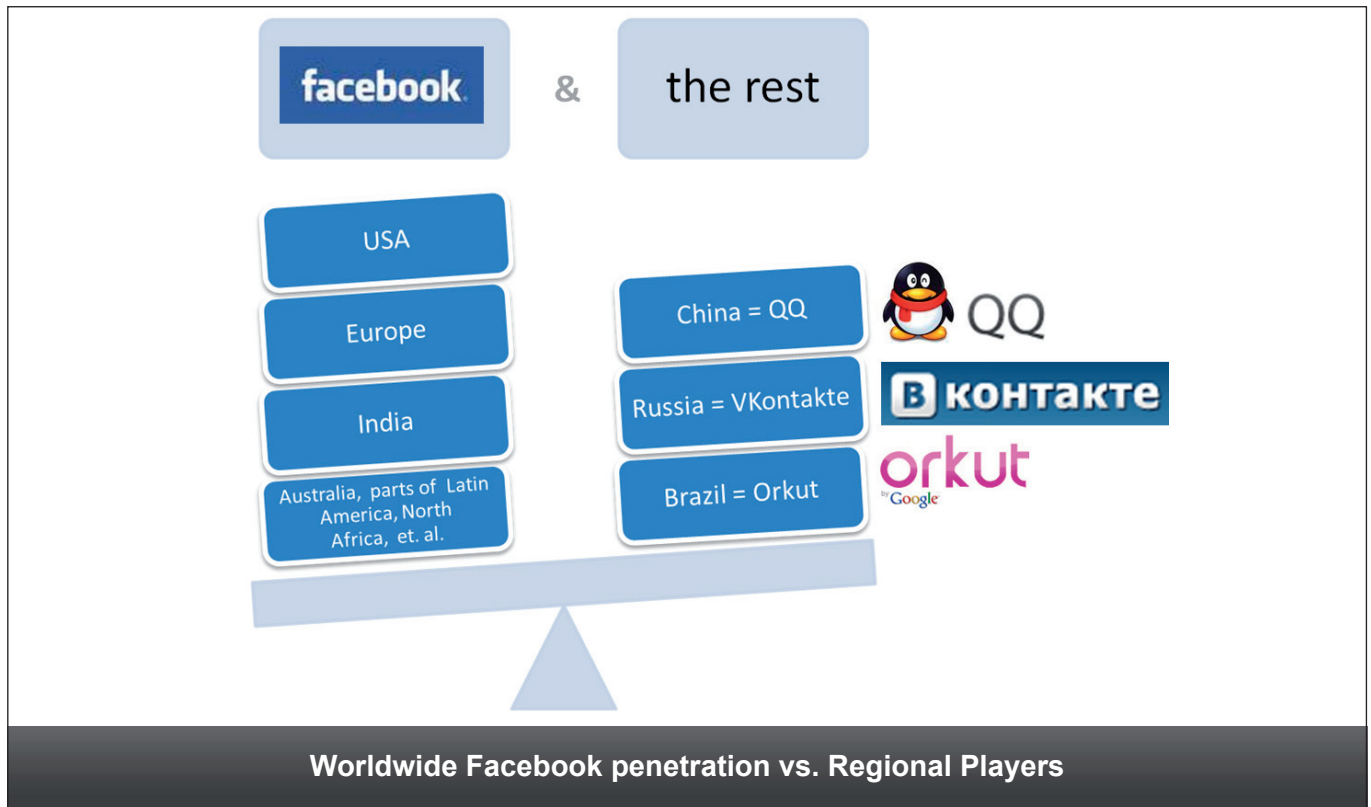 facebook
&
the rest
USA
Europe
India
Australia, parts of Latin
America, North
Africa, et. al.
China = QQ
Russia = VKontakte
Brazil = Orkut
QQ
В контакте
orkut
by Google
Worldwide Facebook penetration vs. Regional Players